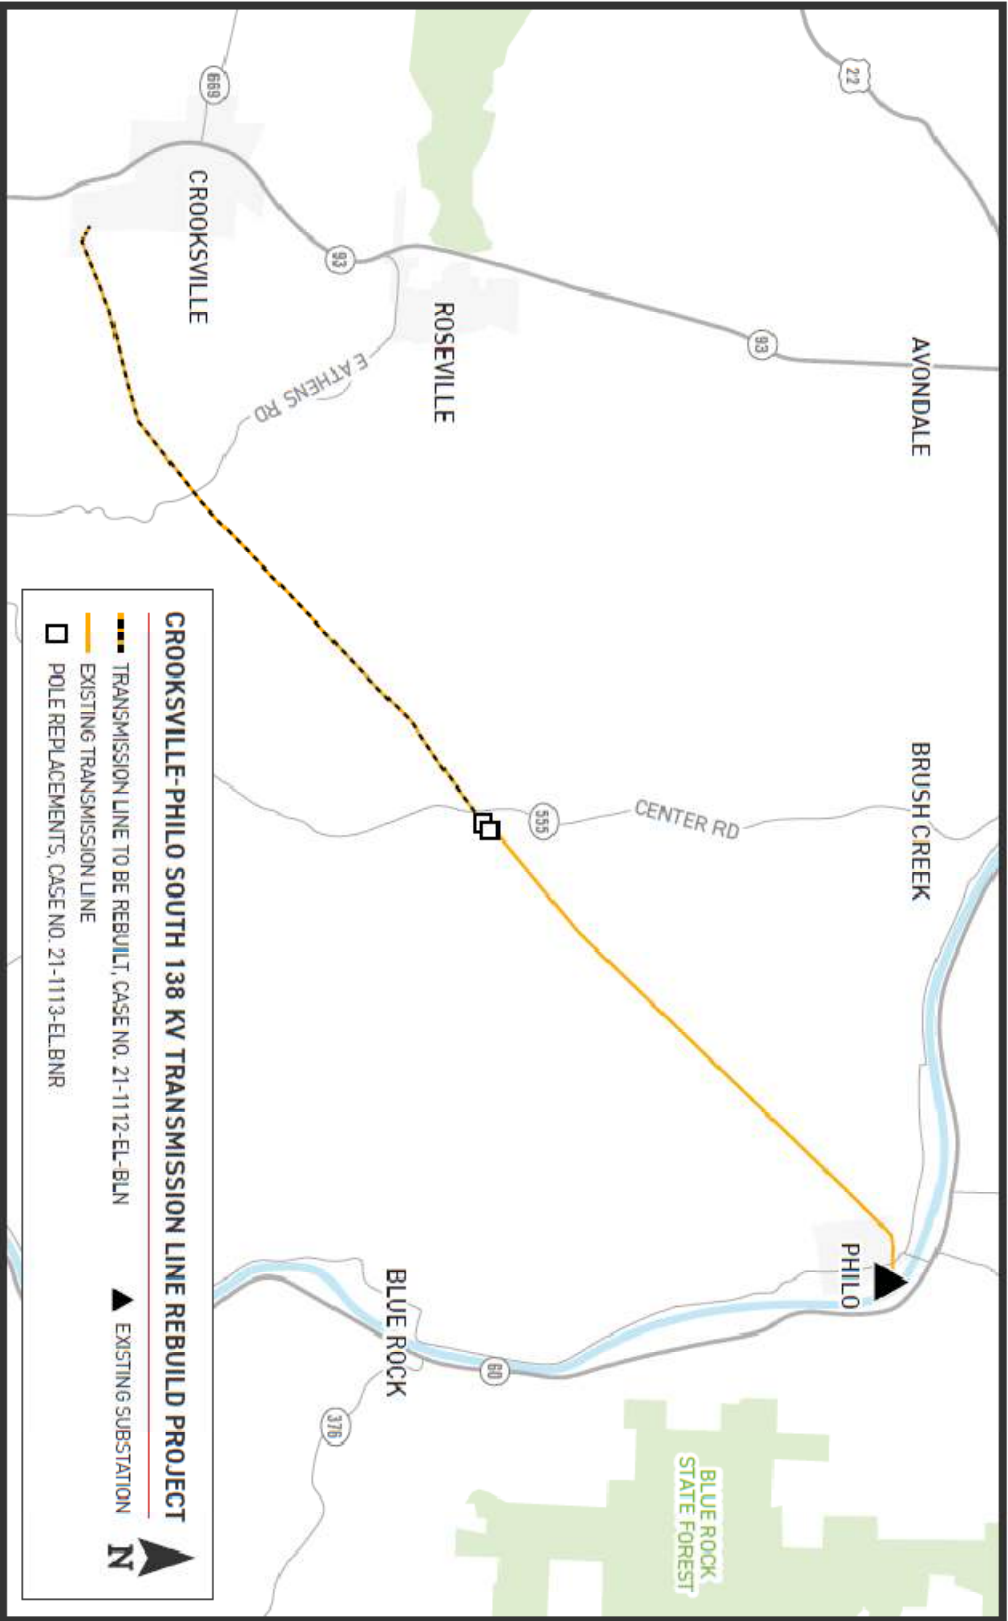 22
AVONDALE
BRUSH CREEK
93
CENTER RD
PHILO
BLUE ROCK
STATE FOREST
555
ROSEVILLE
60
93
E ATHENS RD
BLUE ROCK
376
669
CROOKSVILLE
CROOKSVILLE-PHILO SOUTH 138 KV TRANSMISSION LINE REBUILD PROJECT
TRANSMISSION LINE TO BE REBUILT, CASE NO. 21-1112-EL-BLN
EXISTING SUBSTATION
EXISTING TRANSMISSION LINE
POLE REPLACEMENTS, CASE NO. 21-1113-EL.BNR
N